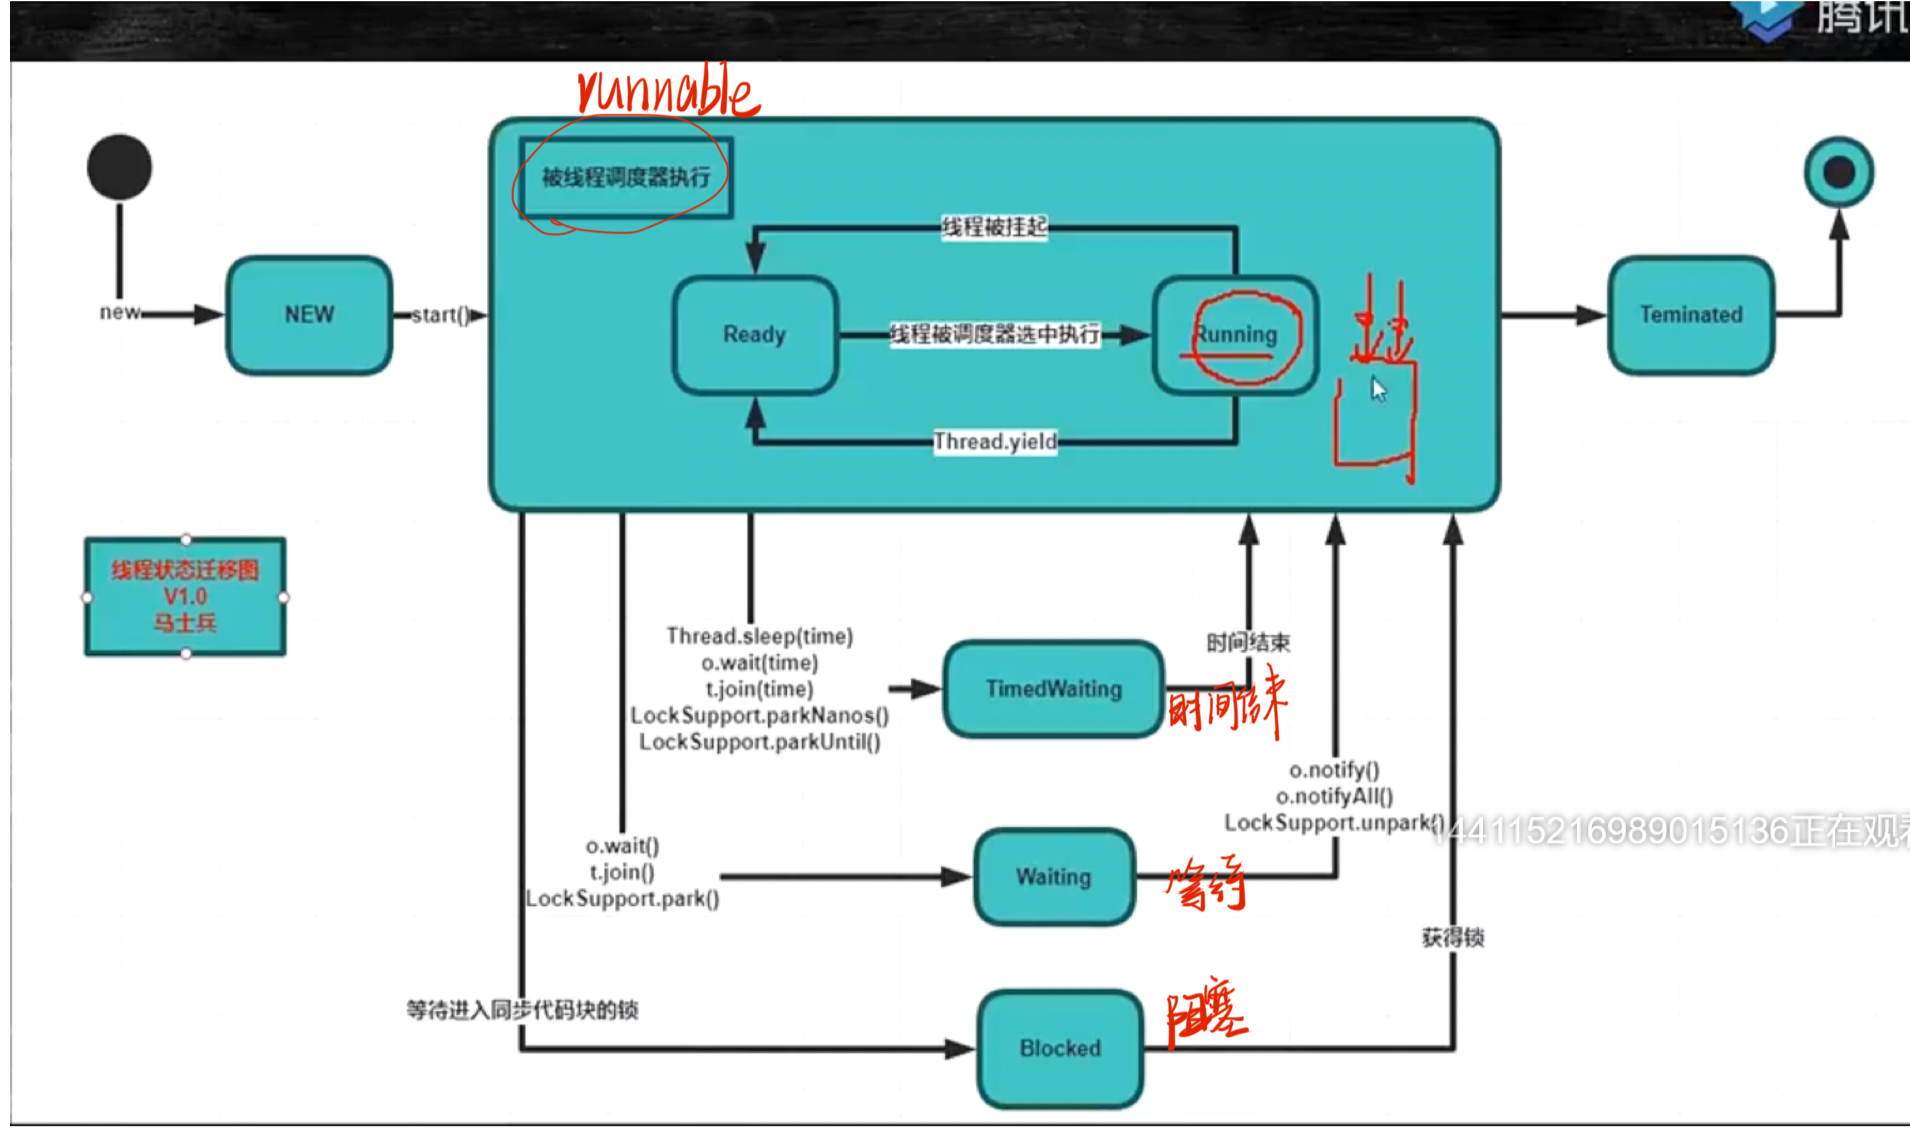 腾讯
runnable
被线程调度器执行
线程被挂起
new
NEW
start()
Ready
线程被调度器选中执行
Running
Teminated
Thread.yield
线程状态迁移图
V1.0
马士兵
Thread.sleep(time)
o.wait(time)
t.join(time)
LockSupport.parkNanos()
LockSupport.parkUntil()
TimedWaiting
时间结束
时间结束
o.notify()
o.notifyAll()
LockSupport.unpark()
144115216989015136正在观看
o.wait()
t.join()
LockSupport.park()
Waiting
等待
获得锁
等待进入同步代码块的锁
Blocked
阻塞